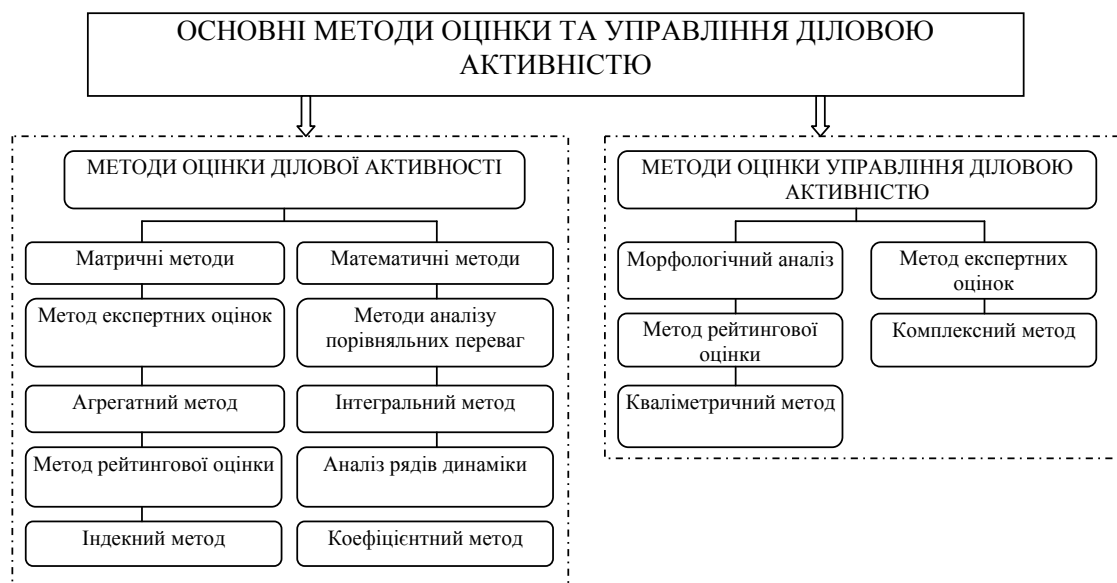 ОСНОВНІ МЕТОДИ ОЦІНКИ ТА УПРАВЛІННЯ ДІЛОВОЮ
АКТИВНІСТЮ
МЕТОДИ ОЦІНКИ ДІЛОВОЇ АКТИВНОСТІ
Матричні методи
Математичні методи
Метод експертних оцінок
Методи аналізу
порівняльних переваг
Агрегатний метод
Інтегральний метод
Метод рейтингової оцінки
Аналіз рядів динаміки
Індекний метод
Коефіцієнтний метод
МЕТОДИ ОЦІНКИ УПРАВЛІННЯ ДІЛОВОЮ
АКТИВНІСТЮ
Морфологічний аналіз
Метод експертних
оцінок
Метод рейтингової
оцінки
Комплексний метод
Кваліметричний метод